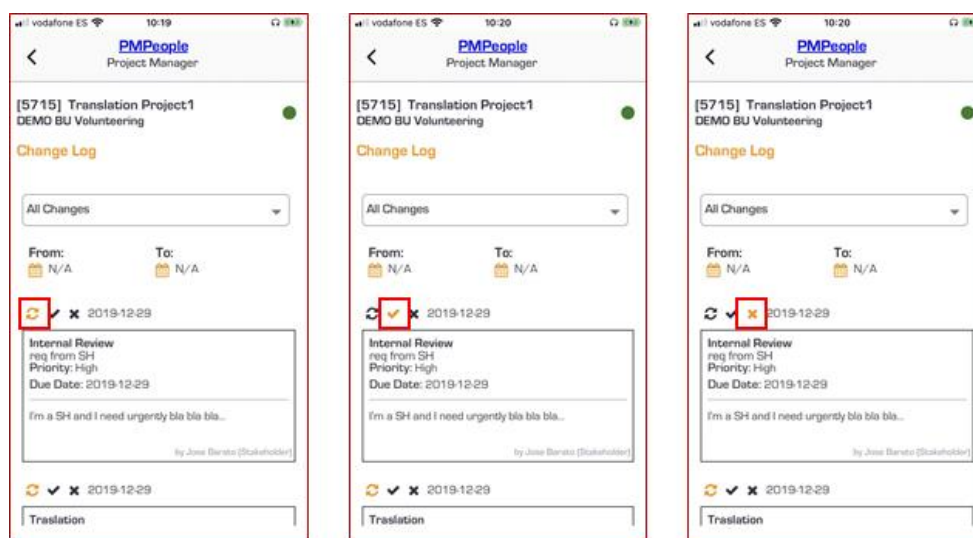 vodafone ES 10:19
PMPeople
Project Manager
[5715] Translation Project1
DEMO BU Volunteering
Change Log
All Changes
From: To:
N/A N/A
2019-12-29
Internal Review
req from SH
Priority: High
Due Date: 2019-12-29
I'm a SH and I need urgently bla bla bla...
by Jose Barato (Stakeholder)
2019-12-29
Traslation
vodafone ES 10:20
PMPeople
Project Manager
[5715] Translation Project1
DEMO BU Volunteering
Change Log
All Changes
From: To:
N/A N/A
2019-12-29
Internal Review
req from SH
Priority: High
Due Date: 2019-12-29
I'm a SH and I need urgently bla bla bla...
by Jose Barato (Stakeholder)
2019-12-29
Traslation
vodafone ES 10:20
PMPeople
Project Manager
[5715] Translation Project1
DEMO BU Volunteering
Change Log
All Changes
From: To:
N/A N/A
2019-12-29
Internal Review
req from SH
Priority: High
Due Date: 2019-12-29
I'm a SH and I need urgently bla bla bla...
by Jose Barato (Stakeholder)
2019-12-29
Traslation